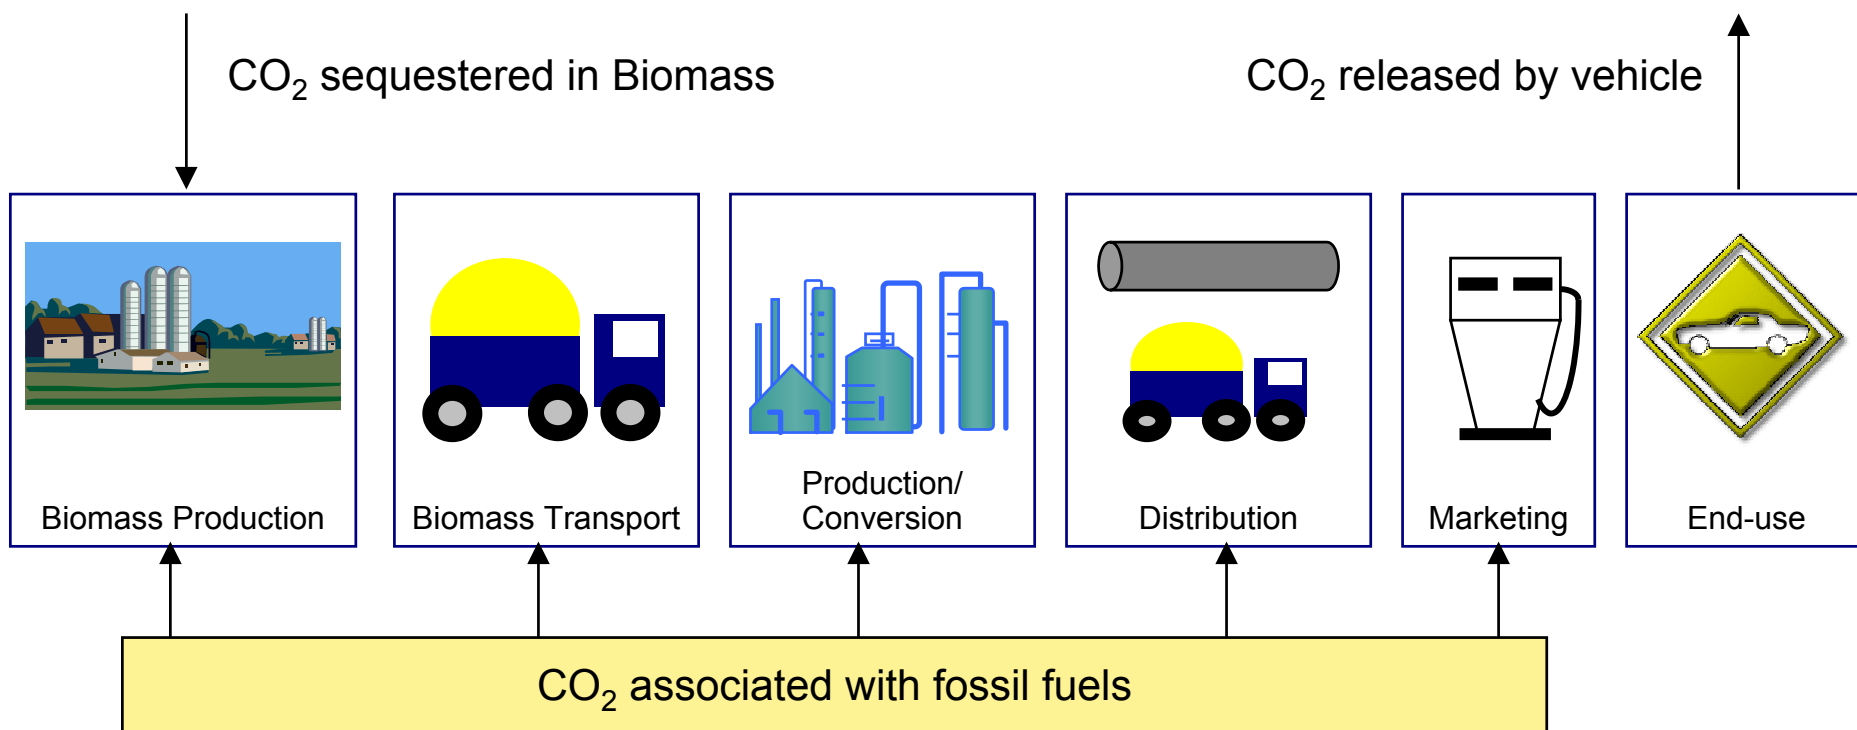 CO₂ sequestered in Biomass
CO₂ released by vehicle
Biomass Production
Biomass Transport
Production/
Conversion
Distribution
Marketing
End-use
CO₂ associated with fossil fuels